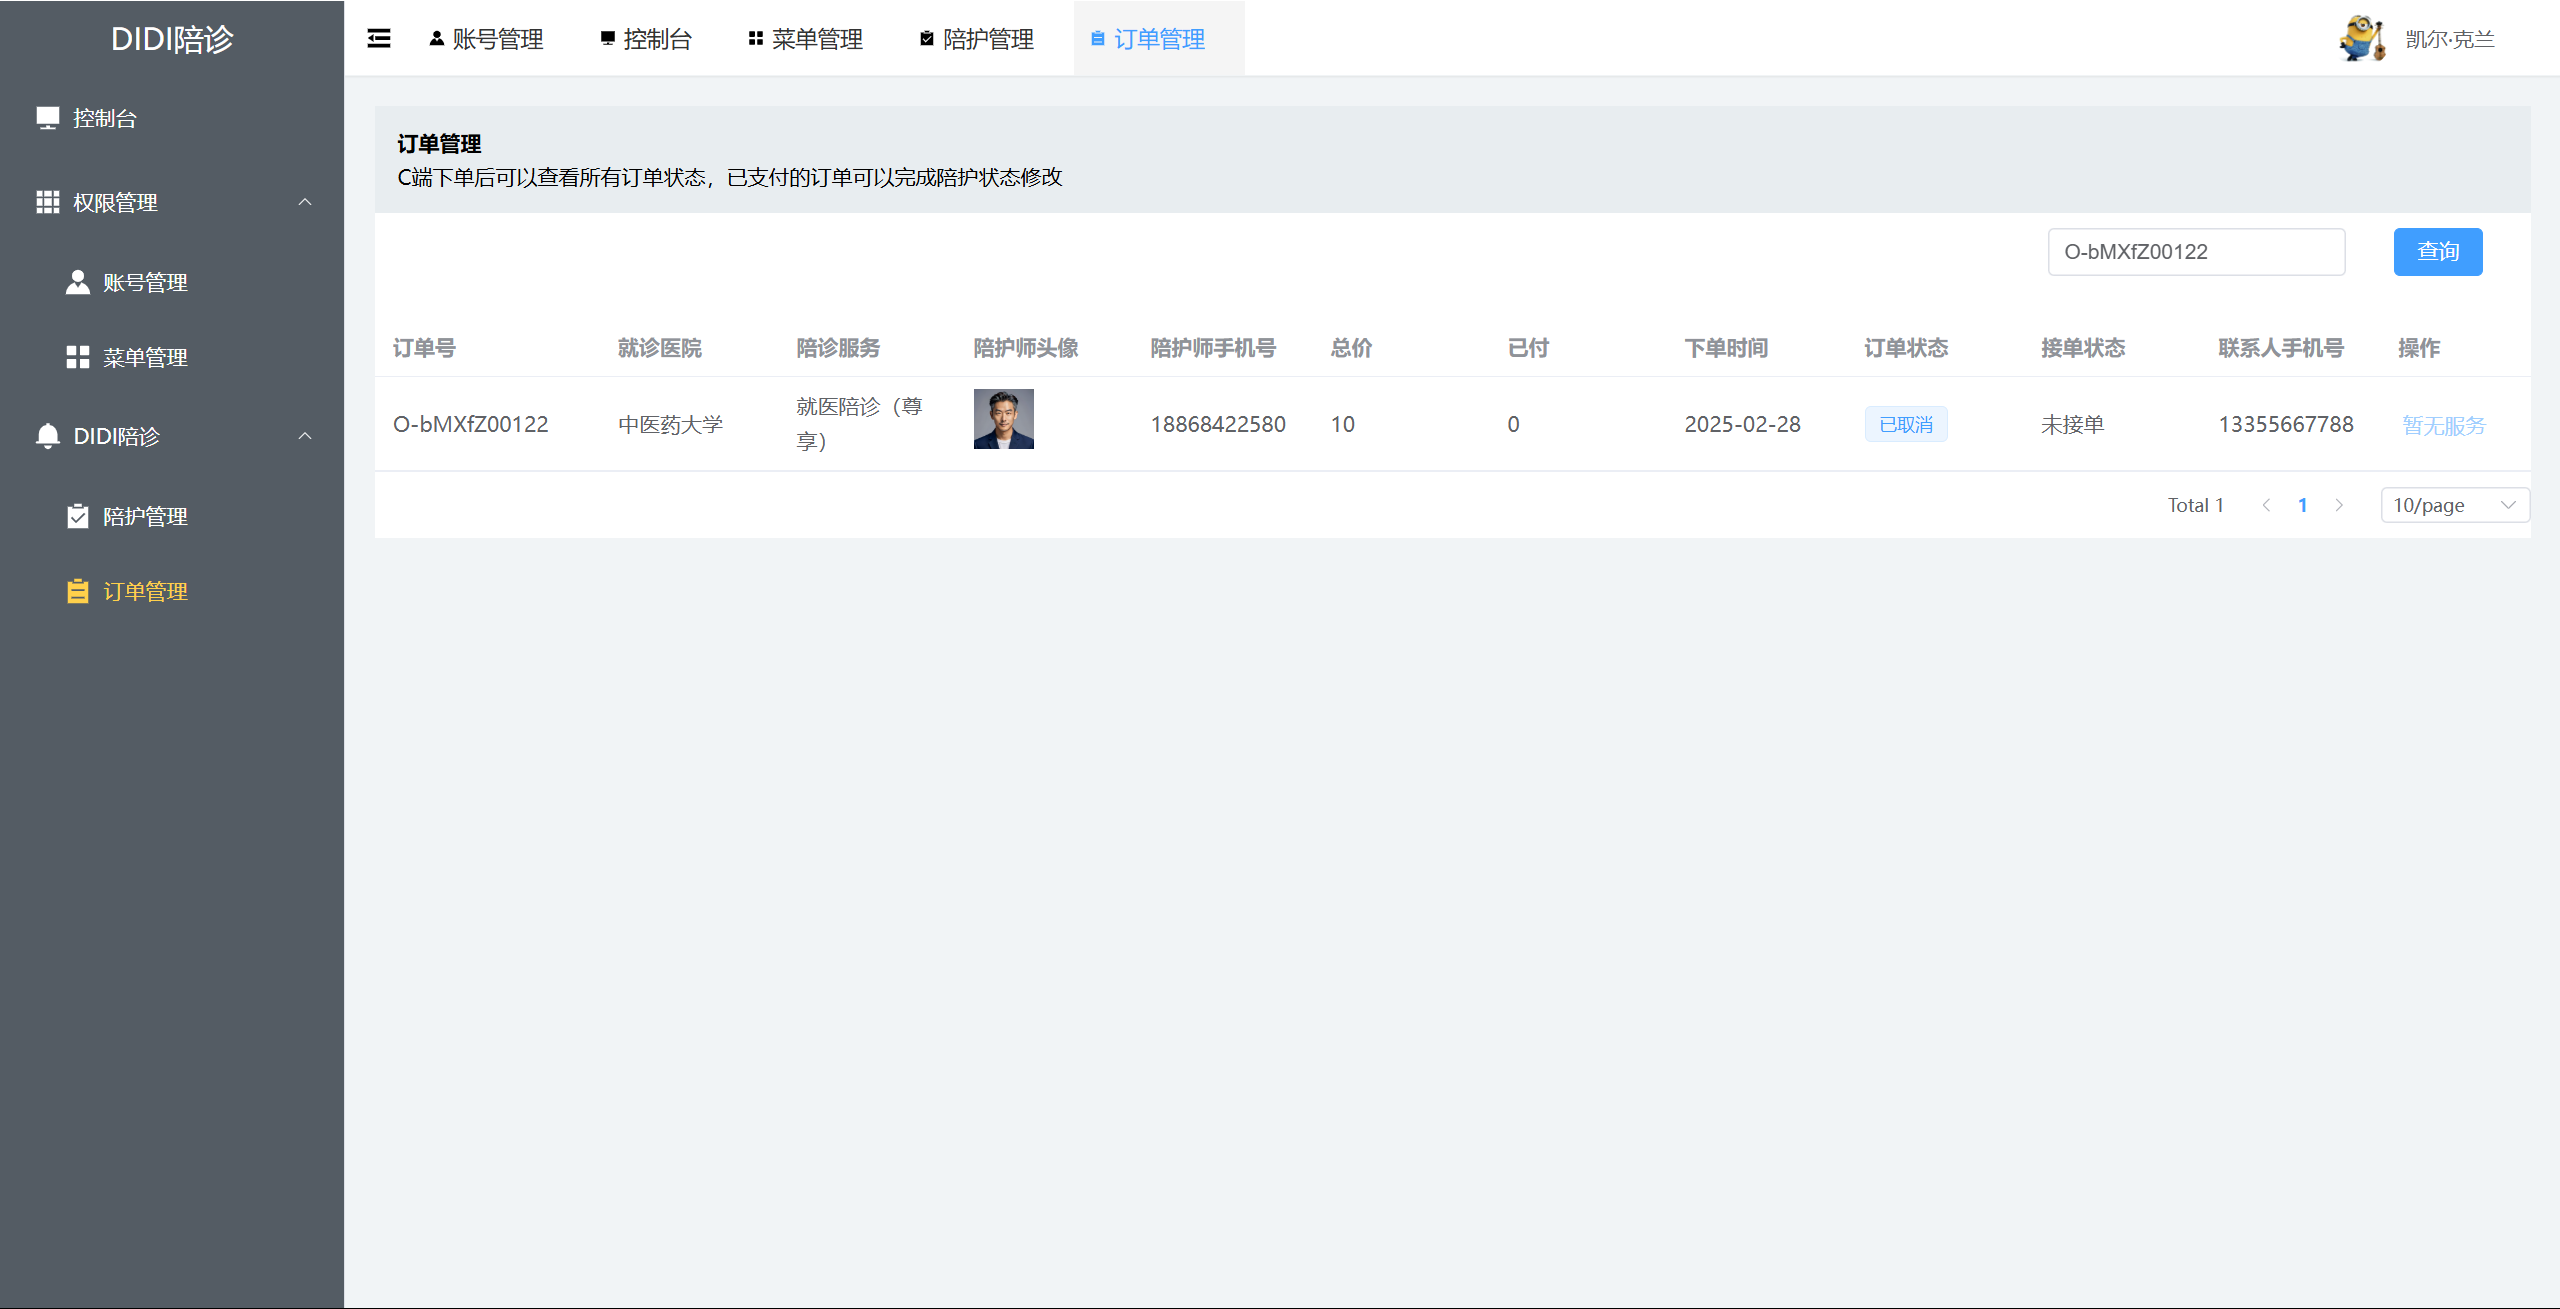 DIDI陪诊
控制台
权限管理
账号管理
菜单管理
DIDI陪诊
陪护管理
订单管理
账号管理 控制台 菜单管理 陪护管理 订单管理 凯尔·克兰
订单管理
C端下单后可以查看所有订单状态，已支付的订单可以完成陪护状态修改
O-bMXfZ00122 查询
订单号 就诊医院 陪诊服务 陪护师头像 陪护师手机号 总价 已付 下单时间 订单状态 接单状态 联系人手机号 操作
O-bMXfZ00122 中医药大学 就医陪诊（尊 18868422580 10 0 2025-02-28 已取消 未接单 13355667788 暂无服务
享）
Total 1 1 10/page